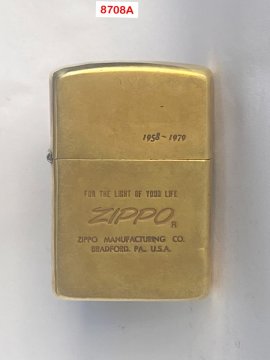 8708A
1958-1979
FOR THE LIGHT OF YOUR LIFE
ZIPPO®
ZIPPO MANUFACTURING CO.
BRADFORD, PA., U.S.A.